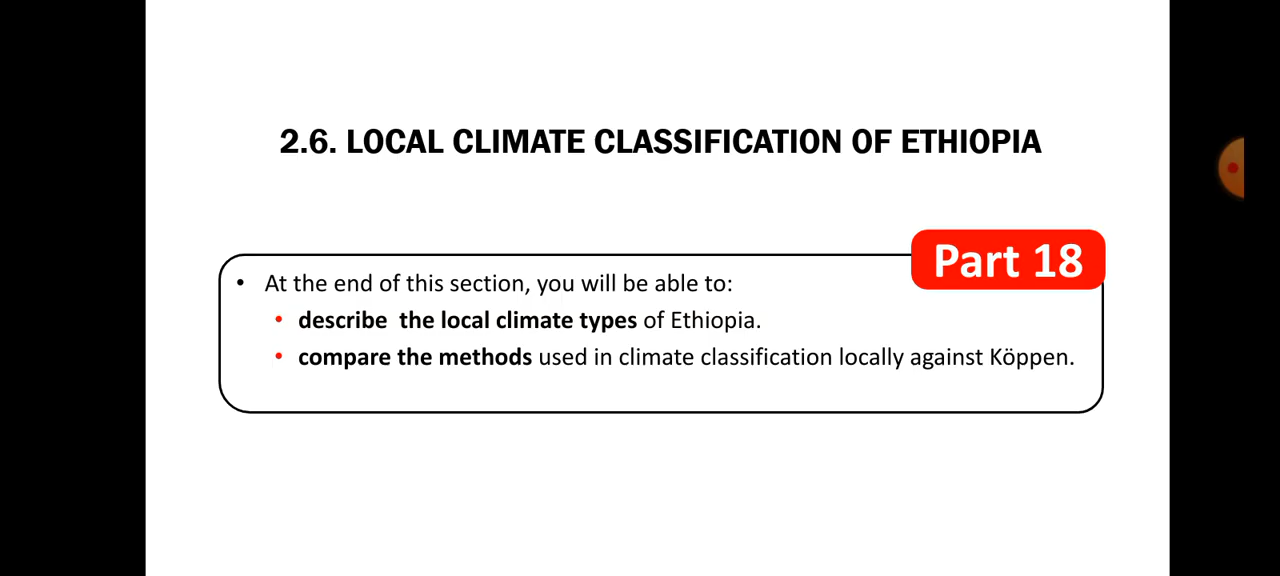 2.6. LOCAL CLIMATE CLASSIFICATION OF ETHIOPIA
Part 18
• At the end of this section, you will be able to:
• describe the local climate types of Ethiopia.
• compare the methods used in climate classification locally against Köppen.